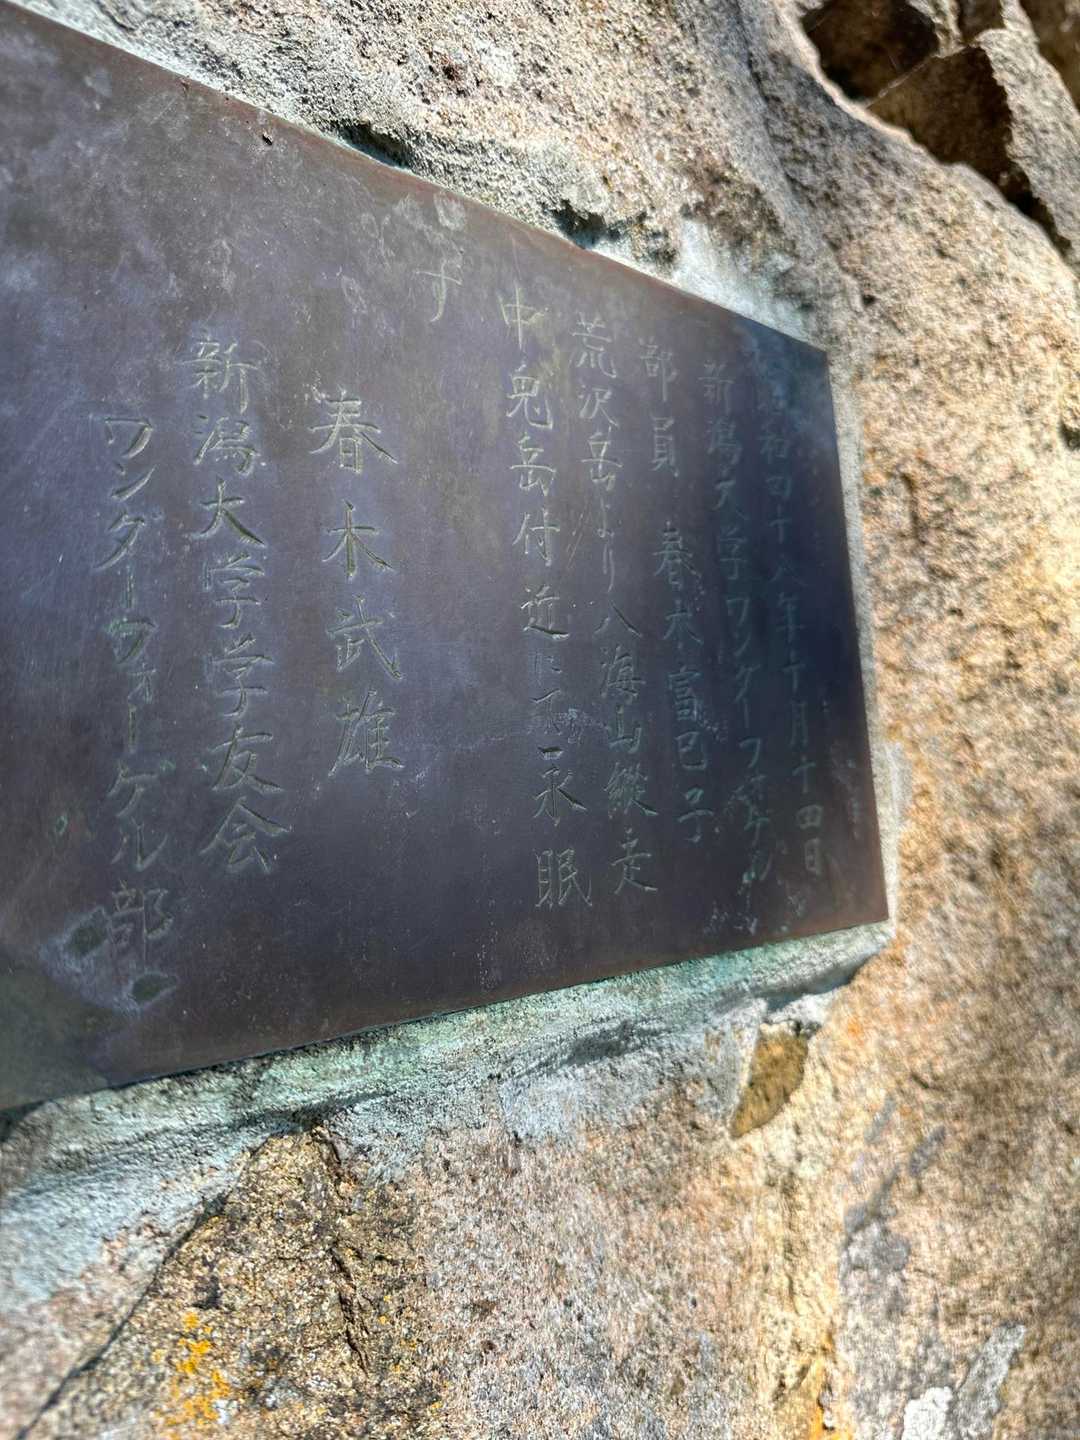 昭和四十八年十月十四日
新潟大学ワンダーフォーゲル
部員 春木富巳子
荒沢岳より八海山縦走
中兎岳付近にて永眠
す
春木武雄
新潟大学学友会
ワンダーフォーゲル部